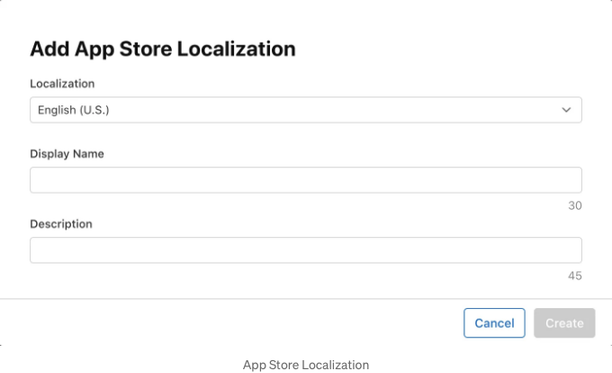 Add App Store Localization
Localization
English (U.S.)
Display Name
30
Description
45
Cancel Create
App Store Localization